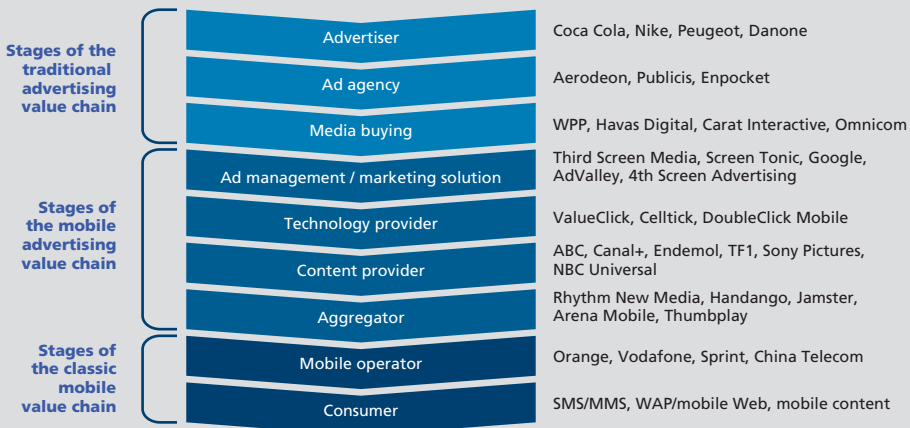 Stages of the
traditional
advertising
value chain
Advertiser
Coca Cola, Nike, Peugeot, Danone
Ad agency
Aerodeon, Publicis, Enpocket
Media buying
WPP, Havas Digital, Carat Interactive, Omnicom
Stages of
the mobile
advertising
value chain
Ad management / marketing solution
Third Screen Media, Screen Tonic, Google,
AdValley, 4th Screen Advertising
Technology provider
ValueClick, Celltick, DoubleClick Mobile
Content provider
ABC, Canal+, Endemol, TF1, Sony Pictures,
NBC Universal
Aggregator
Rhythm New Media, Handango, Jamster,
Arena Mobile, Thumbplay
Stages of
the classic
mobile
value chain
Mobile operator
Orange, Vodafone, Sprint, China Telecom
Consumer
SMS/MMS, WAP/mobile Web, mobile content